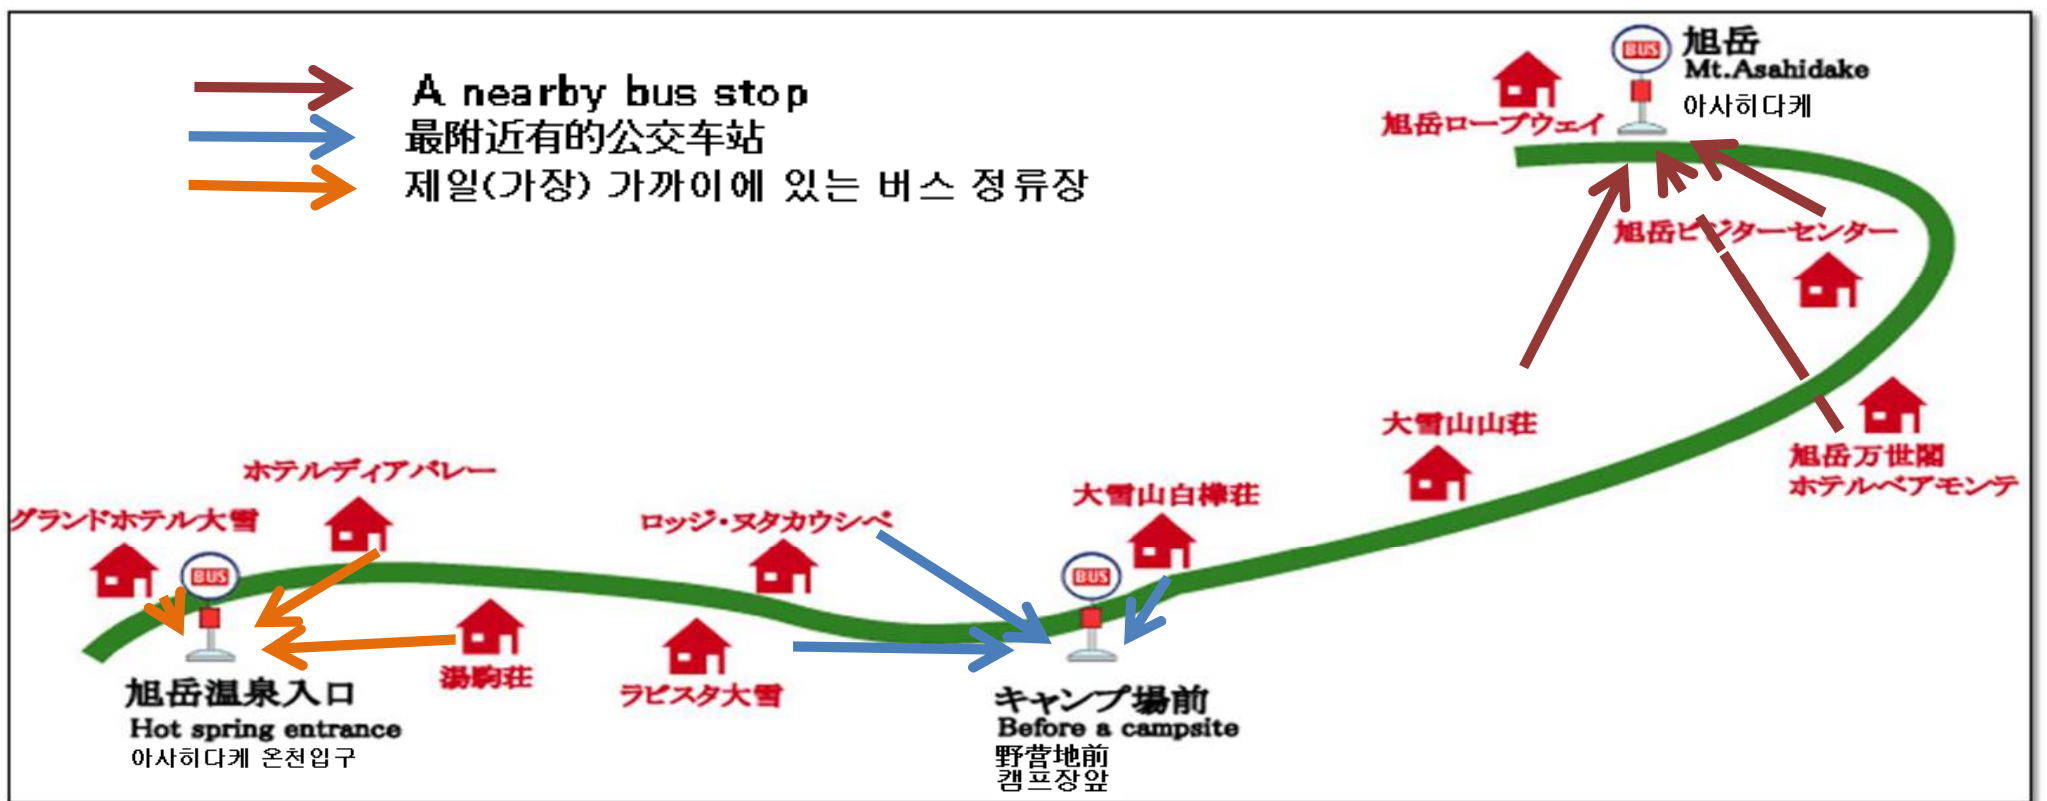 A nearby bus stop
最附近有的公交车站
제일(가장) 가까이에 있는 버스 정류장
BUS
旭岳
Mt.Asahidake
아사히다케
旭岳ロープウェイ
旭岳ビジターセンター
旭岳万世閣
ホテルベアモンテ
大雪山山荘
大雪山白樺荘
ロッジ・ヌタカウシベ
ホテルディアバレー
グランドホテル大雪
BUS
BUS
湯駒荘
ラビスタ大雪
旭岳温泉入口
Hot spring entrance
아사히다케 온천입구
キャンプ場前
Before a campsite
野营地前
캠프장앞